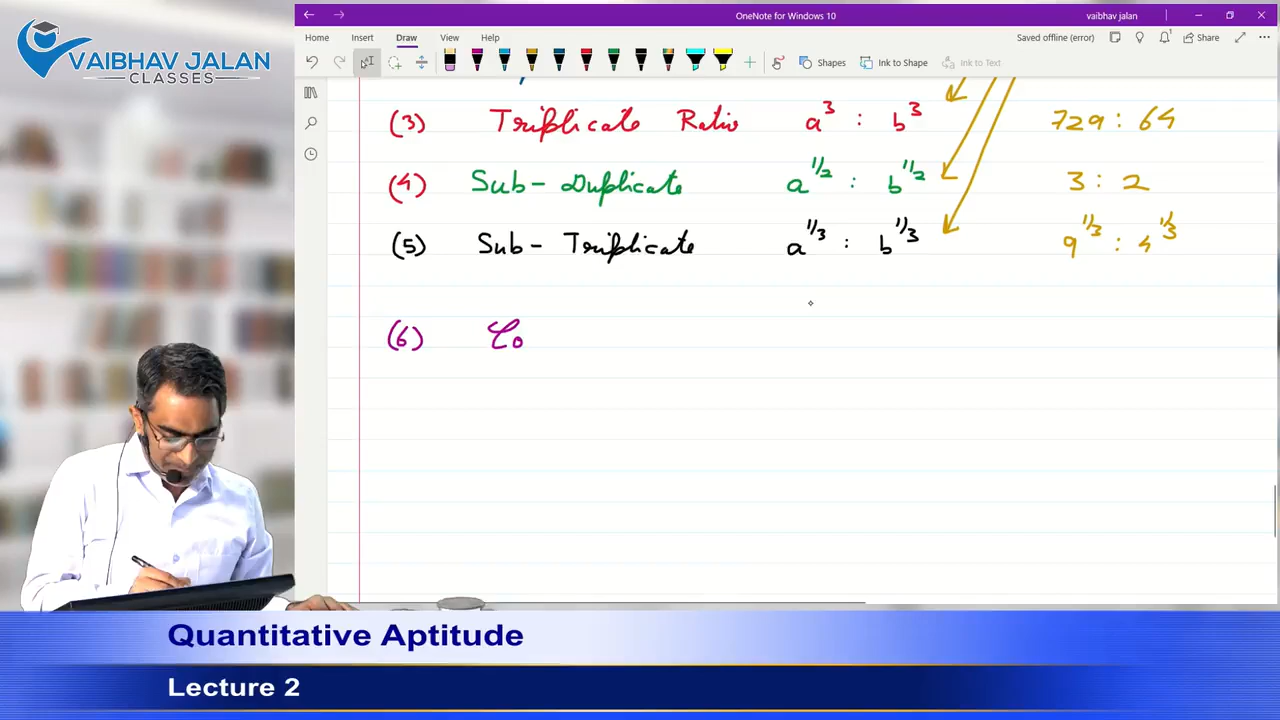 VAIBHAV JALAN
CLASSES
OneNote for Windows 10
vaibhav jalan
Home Insert Draw View Help
Saved offline (error)
Share
Shapes
Ink to Shape
Ink to Text
(3) Triplicate Ratio a³ : b³ 729 : 64
(4) Sub - Duplicate a^1/2 : b^1/2 3 : 2
(5) Sub - Triplicate a^1/3 : b^1/3 9^1/3 : 4^1/3
(6) Co
Quantitative Aptitude
Lecture 2